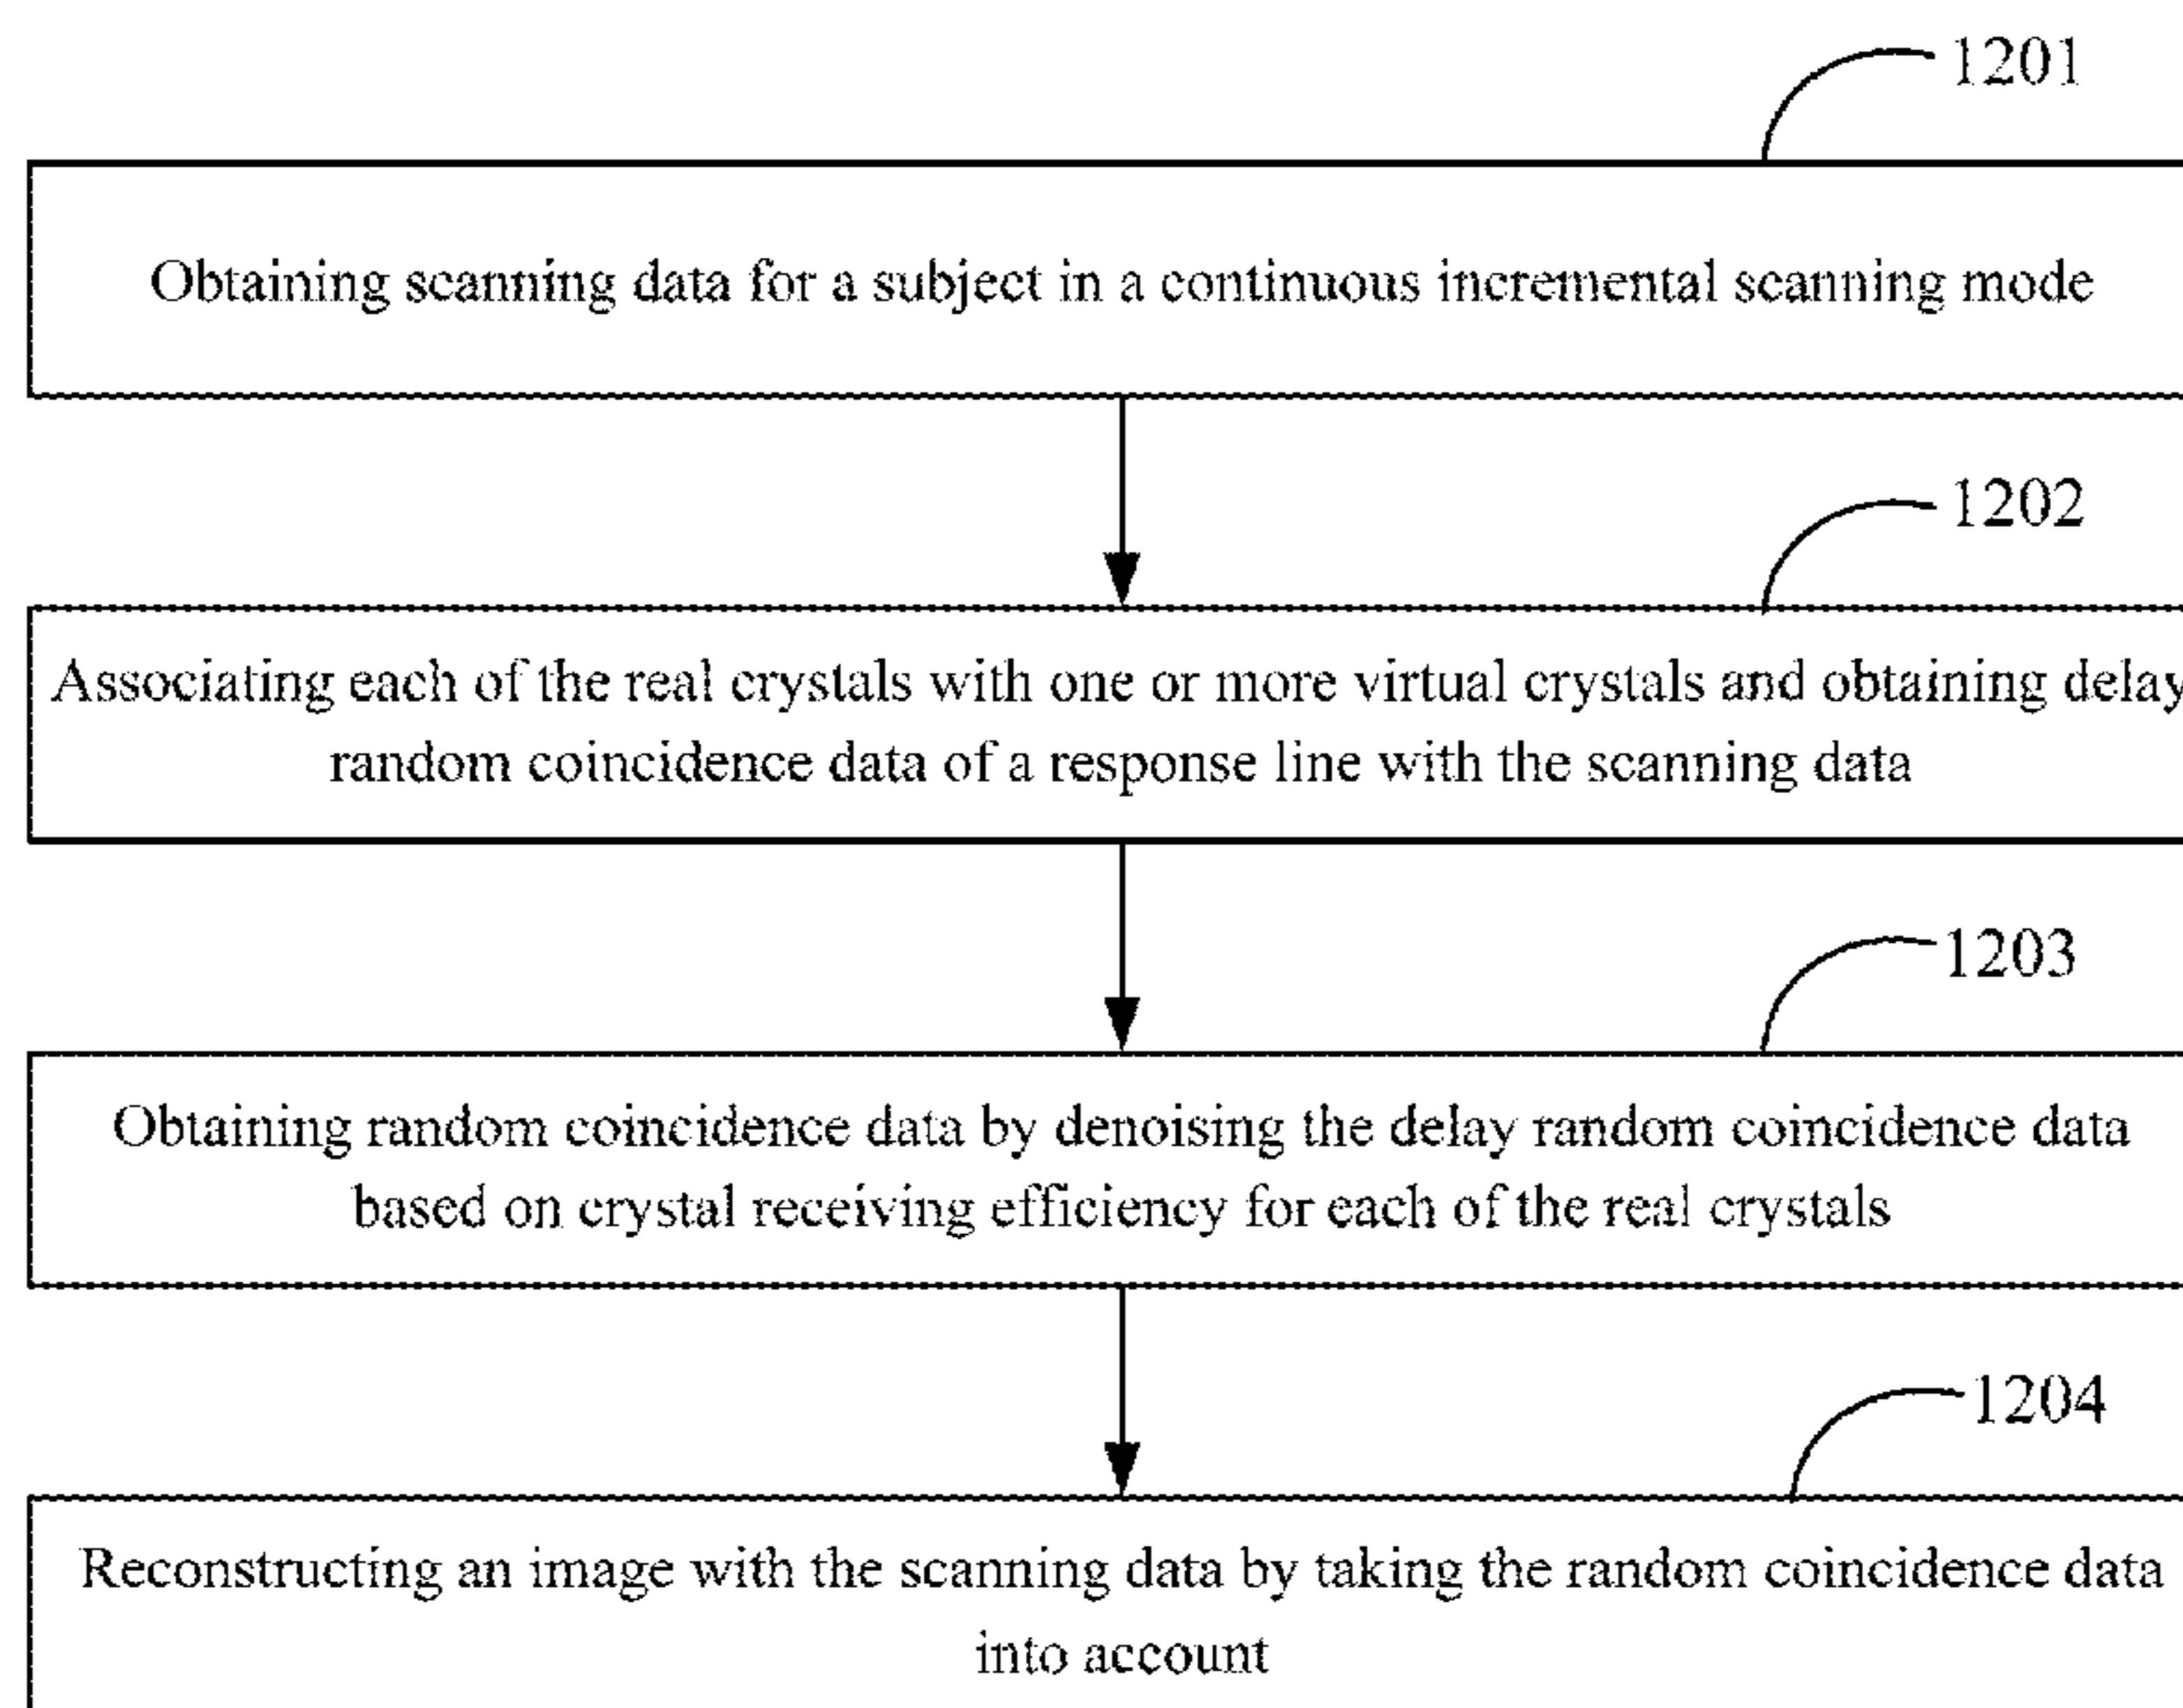 1201
Obtaining scanning data for a subject in a continuous incremental scanning mode
1202
Associating each of the real crystals with one or more virtual crystals and obtaining delay
random coincidence data of a response line with the scanning data
1203
Obtaining random coincidence data by denoising the delay random coincidence data
based on crystal receiving efficiency for each of the real crystals
1204
Reconstructing an image with the scanning data by taking the random coincidence data
into account